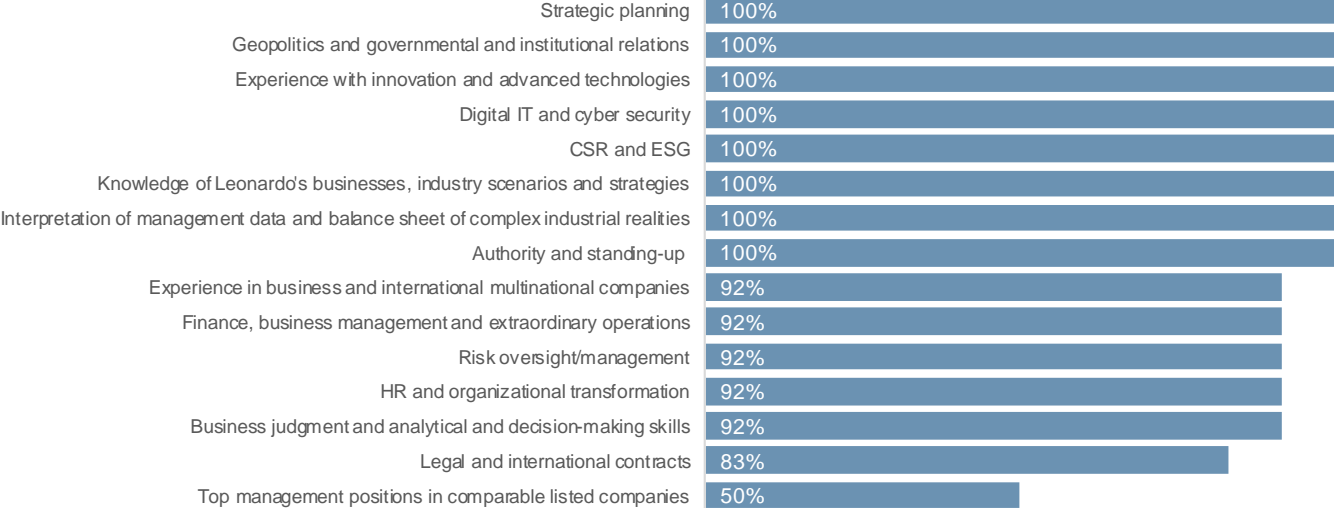 Strategic planning 100%
Geopolitics and governmental and institutional relations 100%
Experience with innovation and advanced technologies 100%
Digital IT and cyber security 100%
CSR and ESG 100%
Knowledge of Leonardo's businesses, industry scenarios and strategies 100%
Interpretation of management data and balance sheet of complex industrial realities 100%
Authority and standing-up 100%
Experience in business and international multinational companies 92%
Finance, business management and extraordinary operations 92%
Risk oversight/management 92%
HR and organizational transformation 92%
Business judgment and analytical and decision-making skills 92%
Legal and international contracts 83%
Top management positions in comparable listed companies 50%